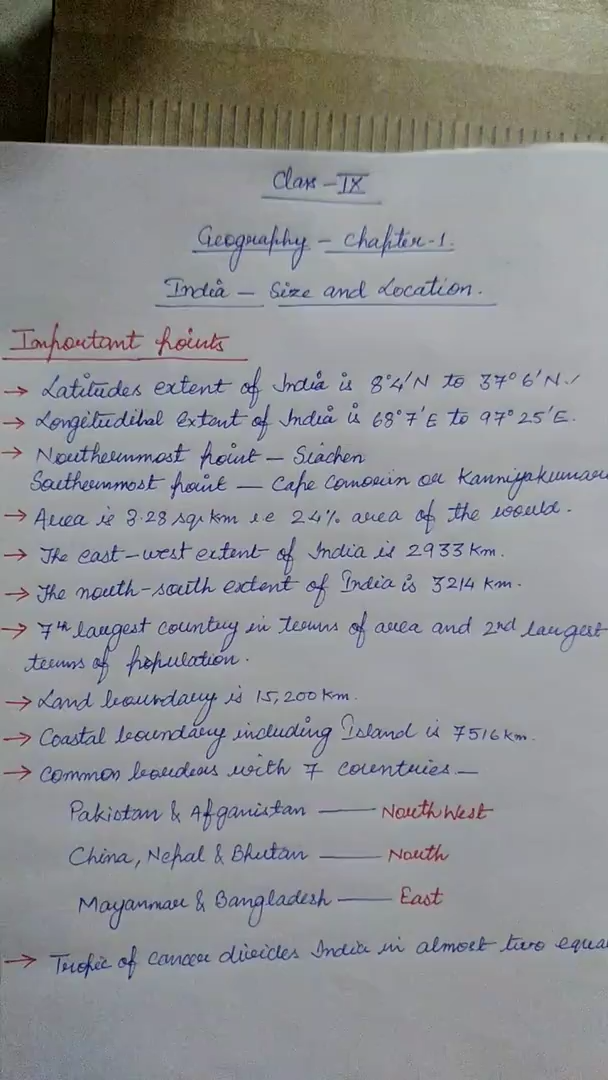 Class - IX
Geography - Chapter-1.
India - Size and Location.
Important points
→ Latitudes extent of India is 8°4'N to 37°6'N.
→ Longitudinal Extent of India is 68°7'E to 97°25'E.
→ Northernmost point - Siachen
Southernmost point - Cape Comorin or Kanniyakumari
→ Area is 3.28 sq. km i.e 2.4% area of the world.
→ The east-west extent of India is 2933 km.
→ The north-south extent of India is 3214 km.
→ 7th largest country in terms of area and 2nd largest
terms of population.
→ Land boundary is 15,200 km.
→ Coastal boundary including Island is 7516 km.
→ Common borders with 7 countries -
Pakistan & Afganistan — North West
China, Nepal & Bhutan — North
Mayanmar & Bangladesh — East
→ Tropic of cancer divides India in almost two equa